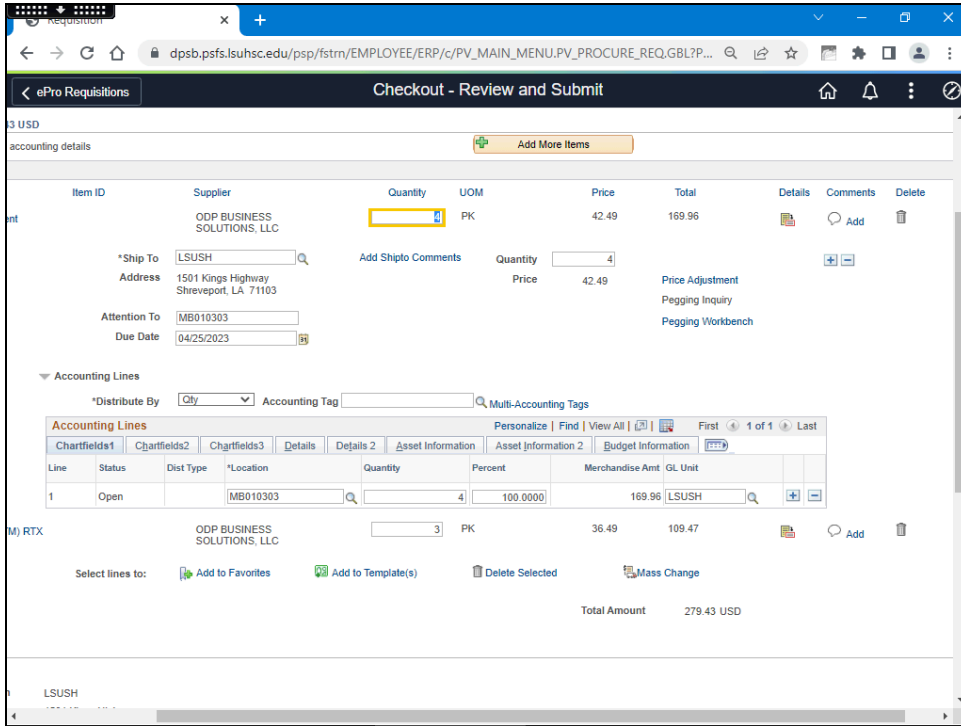 Requisition
dpsb.psfs.lsuhsc.edu/psp/fstrn/EMPLOYEE/ERP/c/PV_MAIN_MENU.PV_PROCURE_REQ.GBL?P...
ePro Requisitions
Checkout - Review and Submit
43 USD
accounting details
Add More Items
Item ID Supplier Quantity UOM Price Total Details Comments Delete
ent ODP BUSINESS SOLUTIONS, LLC 4 PK 42.49 169.96 Add
*Ship To LSUSH Add Shipto Comments Quantity 4
Address 1501 Kings Highway Price 42.49 Price Adjustment
Shreveport, LA 71103
Pegging Inquiry
Attention To MB010303 Pegging Workbench
Due Date 04/25/2023
Accounting Lines
*Distribute By Qty Accounting Tag Multi-Accounting Tags
Accounting Lines Personalize | Find | View All | First 1 of 1 Last
Chartfields1 Chartfields2 Chartfields3 Details Details 2 Asset Information Asset Information 2 Budget Information
Line Status Dist Type *Location Quantity Percent Merchandise Amt GL Unit
1 Open MB010303 4 100.0000 169.96 LSUSH
M) RTX ODP BUSINESS SOLUTIONS, LLC 3 PK 36.49 109.47 Add
Select lines to: Add to Favorites Add to Template(s) Delete Selected Mass Change
Total Amount 279.43 USD
LSUSH